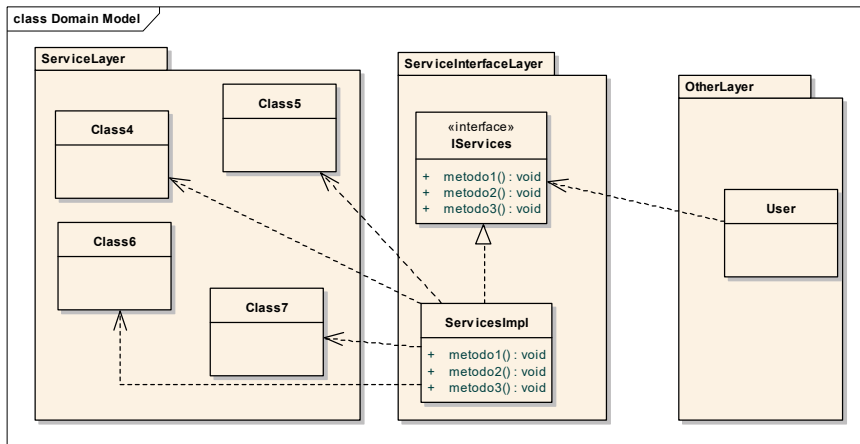 class Domain Model
ServiceLayer
Class4
Class5
Class6
Class7
ServiceInterfaceLayer
«interface»
IServices
+ metodo1() : void
+ metodo2() : void
+ metodo3() : void
ServicesImpl
+ metodo1() : void
+ metodo2() : void
+ metodo3() : void
OtherLayer
User